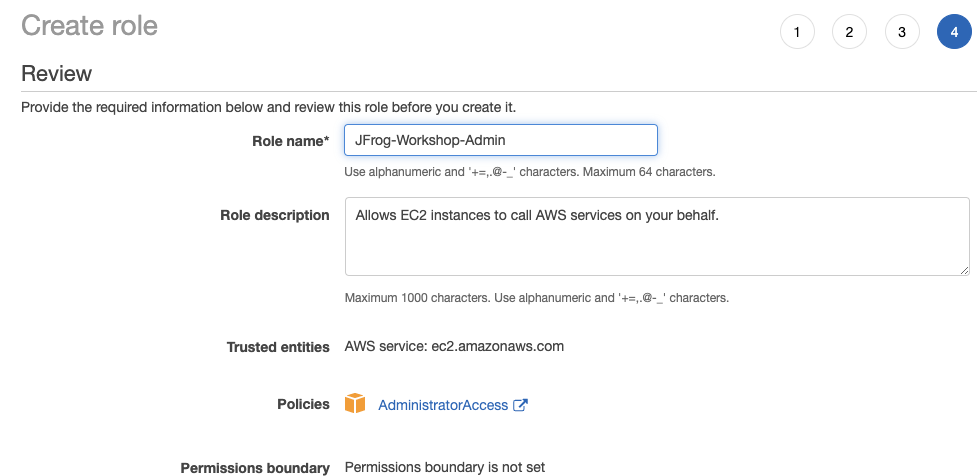 Create role
1 2 3 4
Review
Provide the required information below and review this role before you create it.
Role name* JFrog-Workshop-Admin
Use alphanumeric and '+=,.@-_' characters. Maximum 64 characters.
Role description Allows EC2 instances to call AWS services on your behalf.
Maximum 1000 characters. Use alphanumeric and '+=,.@-_' characters.
Trusted entities AWS service: ec2.amazonaws.com
Policies AdministratorAccess
Permissions boundary Permissions boundary is not set